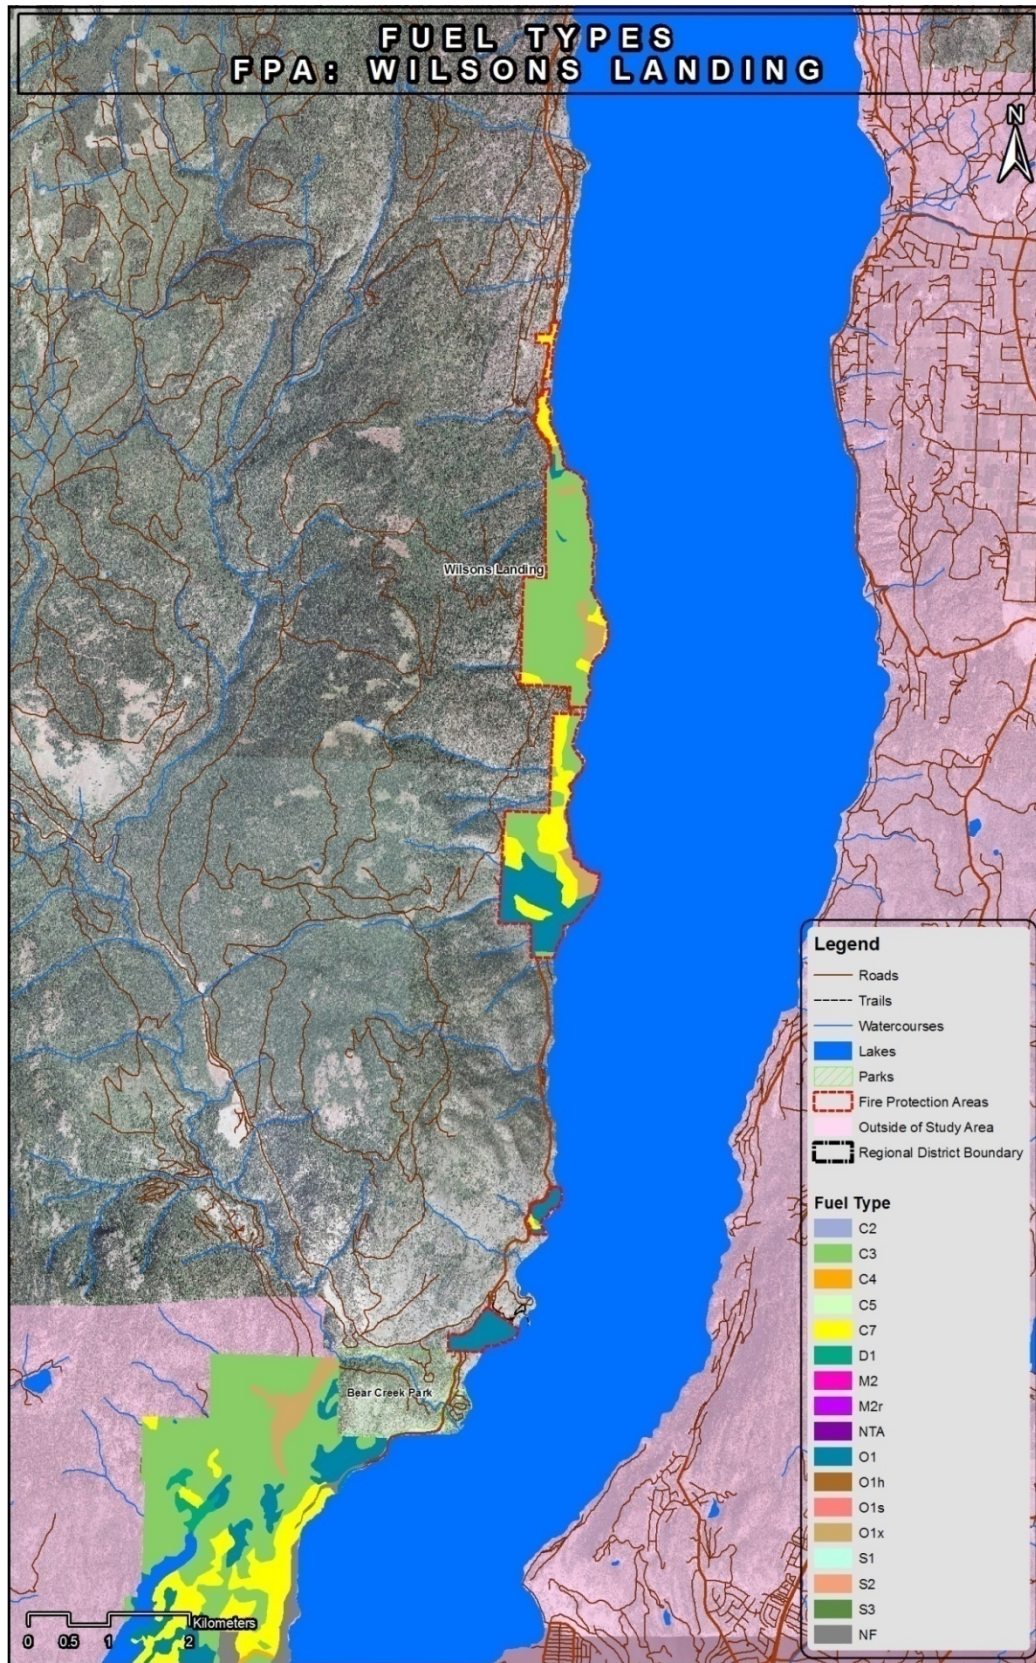 FUEL TYPES
FPA: WILSONS LANDING
N
Wilsons Landing
Bear Creek Park
Legend
Roads
Trails
Watercourses
Lakes
Parks
Fire Protection Areas
Outside of Study Area
Regional District Boundary
Fuel Type
C2
C3
C4
C5
C7
D1
M2
M2r
NTA
O1
O1h
O1s
O1x
S1
S2
S3
NF
Kilometers
0 0.5 1 2